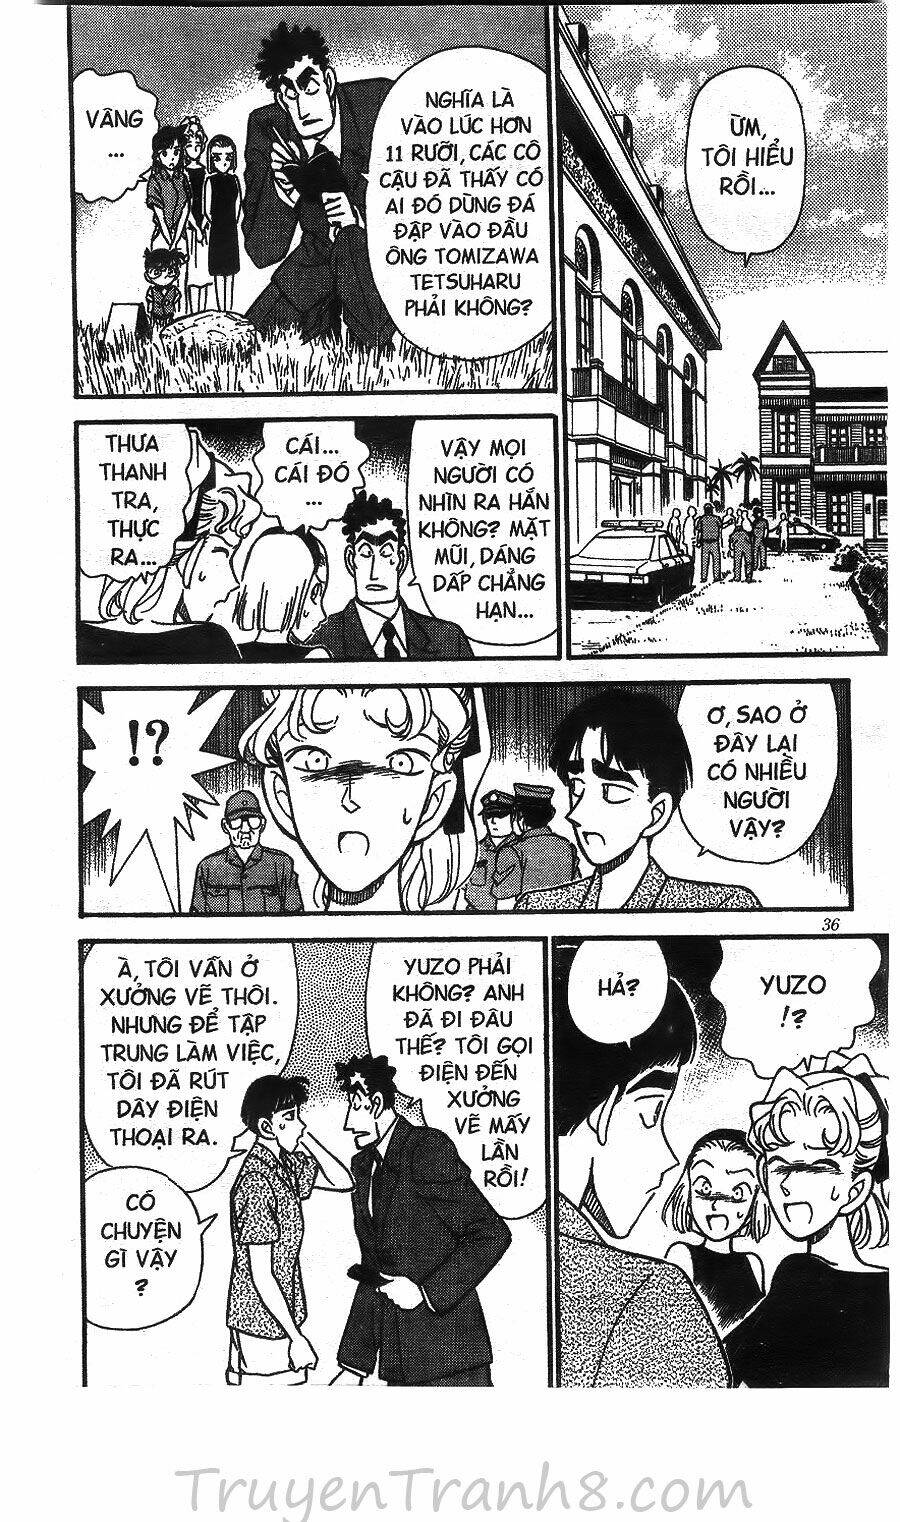 ỪM,
TÔI HIỂU
RỒI...
NGHĨA LÀ
VÀO LÚC HƠN
11 RƯỠI, CÁC CÔ
CẬU ĐÃ THẤY CÓ
AI ĐÓ DÙNG ĐÁ
ĐẬP VÀO ĐẦU
ÔNG TOMIZAWA
TETSUHARU
PHẢI KHÔNG?
VÂNG
...
VẬY MỌI
NGƯỜI CÓ
NHÌN RA HẮN
KHÔNG? MẶT
MŨI, DÁNG
DẤP CHẲNG
HẠN...
CÁI...
CÁI ĐÓ
...
THƯA
THANH
TRA,
THỰC
RA...
Ơ, SAO Ở
ĐÂY LẠI
CÓ NHIỀU
NGƯỜI
VẬY?
!?
36
YUZO
!?
HẢ?
YUZO PHẢI
KHÔNG? ANH
ĐÃ ĐI ĐÂU
THẾ? TÔI GỌI
ĐIỆN ĐẾN
XƯỞNG
VẼ MẤY
LẦN
RỒI!
À, TÔI VẪN Ở
XƯỞNG VẼ THÔI.
NHƯNG ĐỂ TẬP
TRUNG LÀM VIỆC,
TÔI ĐÃ RÚT
DÂY ĐIỆN
THOẠI RA.
CÓ
CHUYỆN
GÌ VẬY
?
TruyenTranh8.com